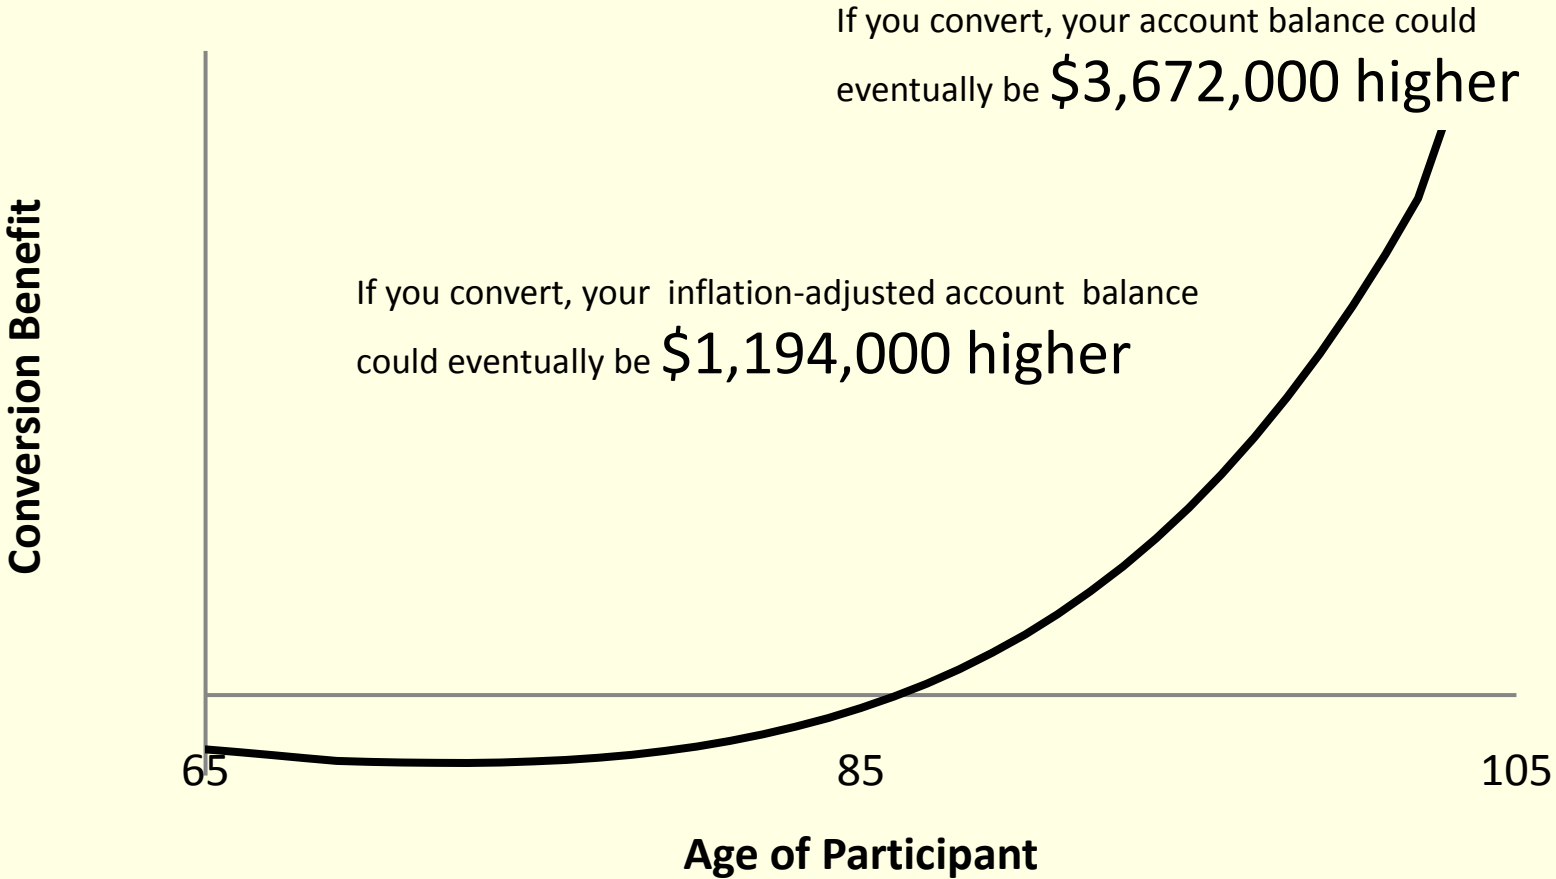 If you convert, your account balance could
eventually be $3,672,000 higher
Conversion Benefit
If you convert, your  inflation-adjusted account  balance
could eventually be $1,194,000 higher
65
85
105
Age of Participant